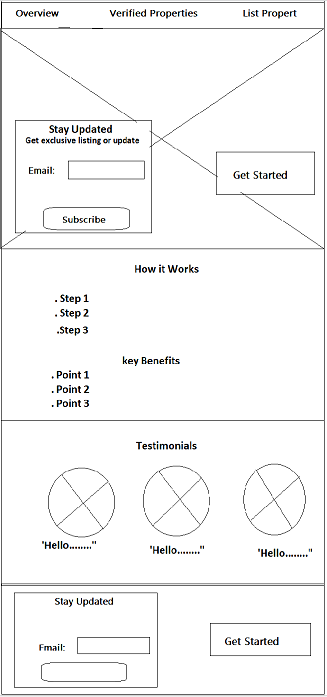 Overview Verified Properties List Propert
Stay Updated
Get exclusive listing or update
Email:
Get Started
Subscribe
How it Works
. Step 1
. Step 2
.Step 3
key Benefits
. Point 1
. Point 2
. Point 3
Testimonials
'Hello........" 'Hello........" 'Hello........"
Stay Updated
Email:
Get Started